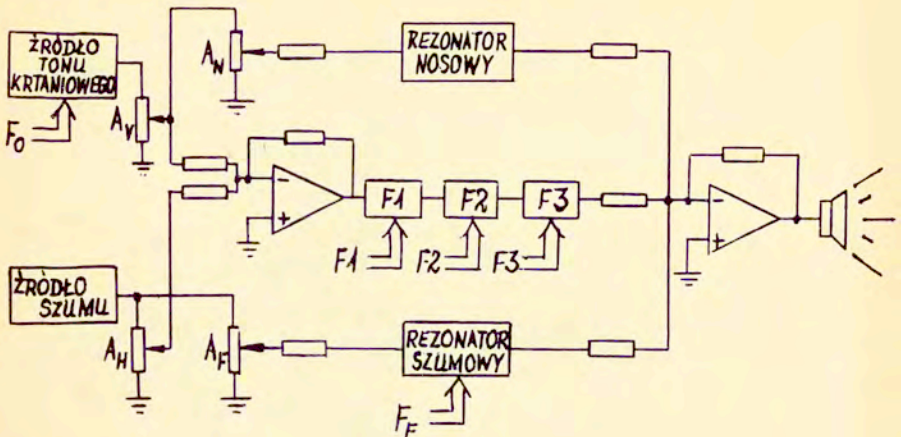 ŹRÓDŁO
TONU
KRTANIOWEGO
F0
AV
AN
REZONATOR
NOSOWY
-
+
F1
F2
F3
F1
F2
F3
-
+
ŹRÓDŁO
SZUMU
AH
AF
REZONATOR
SZUMOWY
FF